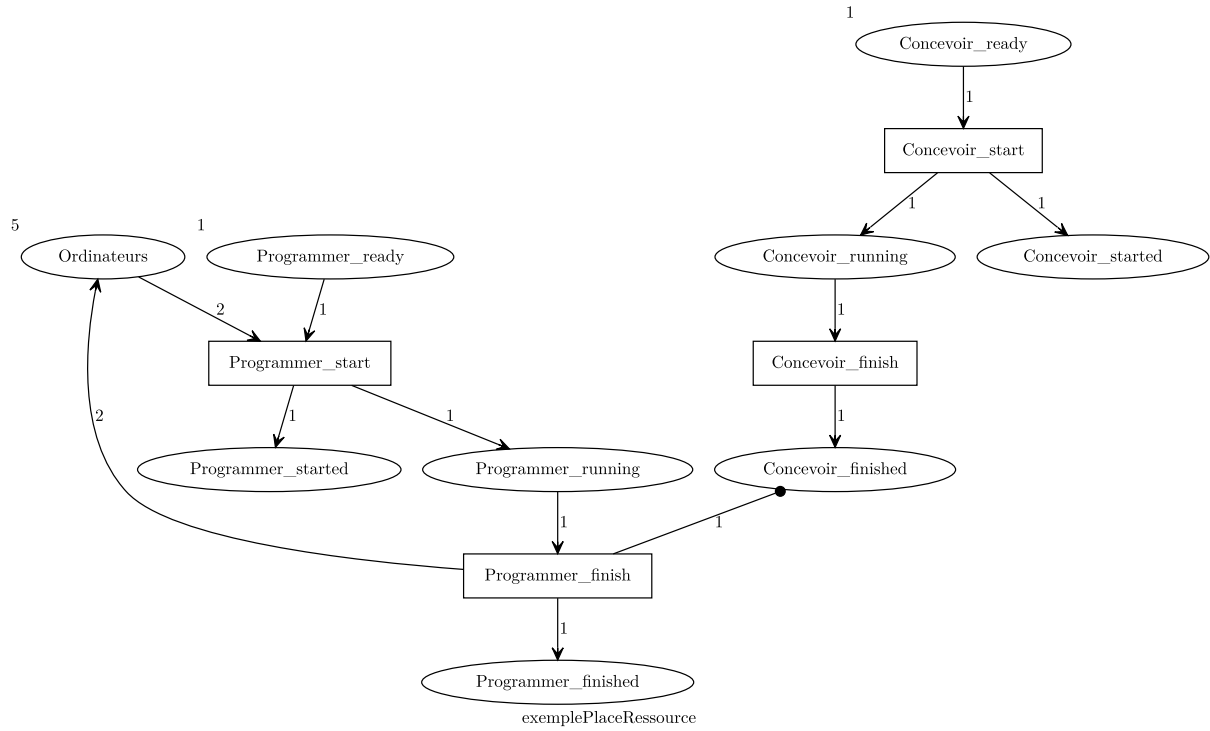 1
Concevoir_ready
1
Concevoir_start
1
1
5
1
Ordinateurs
Programmer_ready
Concevoir_running
Concevoir_started
2
1
1
Programmer_start
Concevoir_finish
2
1
1
1
Programmer_started
Programmer_running
Concevoir_finished
1
1
Programmer_finish
1
Programmer_finished
exemplePlaceRessource